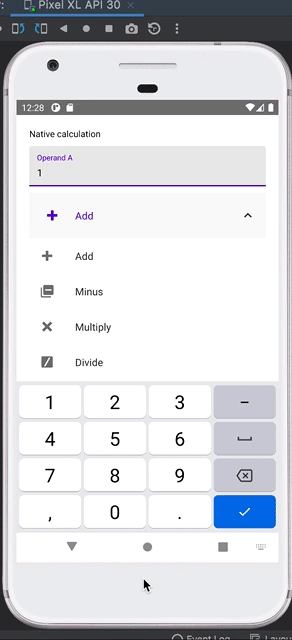 Pixel XL API 30
12:28
Native calculation
Operand A
1
Add
Add
Minus
Multiply
Divide
1 2 3 −
4 5 6
7 8 9
, 0 .
Event Log